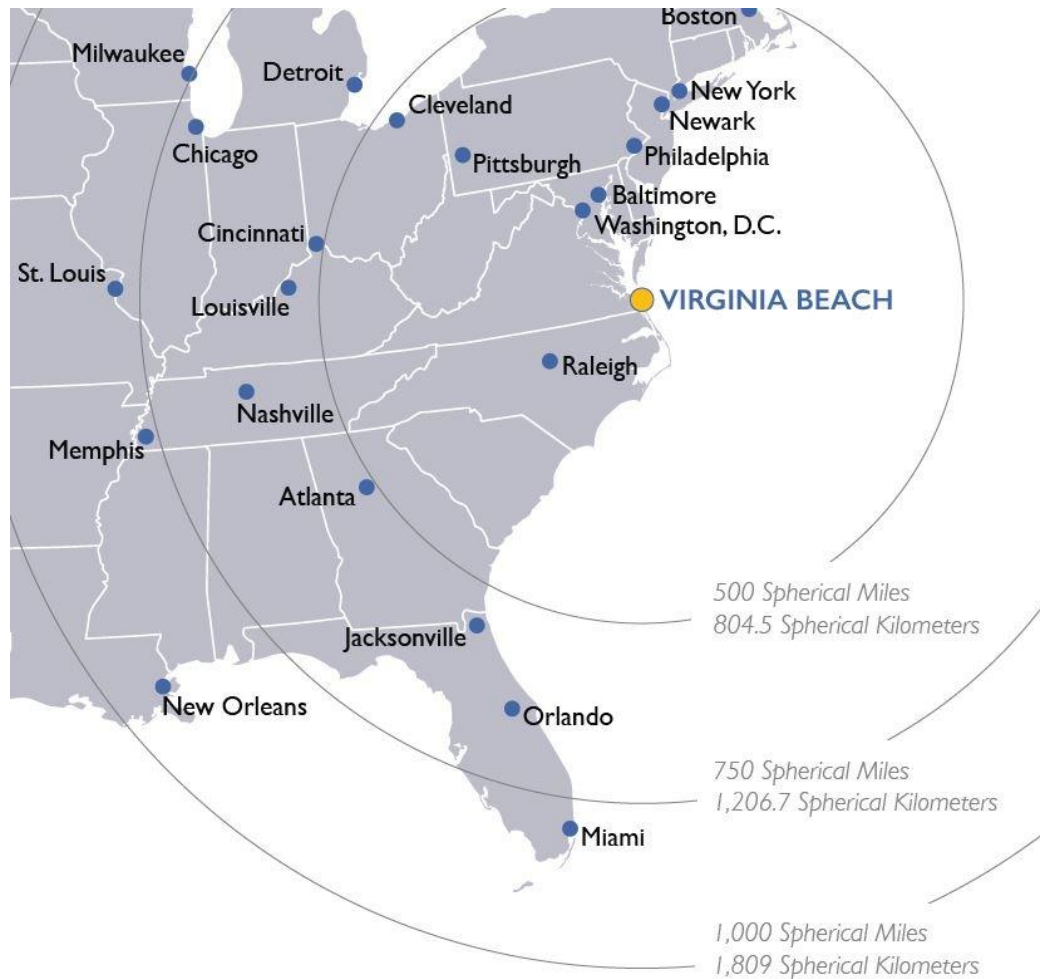 Boston
Milwaukee
Detroit
New York
Cleveland
Newark
Chicago
Philadelphia
Pittsburgh
Baltimore
Washington, D.C.
Cincinnati
St. Louis
Louisville
VIRGINIA BEACH
Raleigh
Nashville
Memphis
Atlanta
500 Spherical Miles
804.5 Spherical Kilometers
Jacksonville
New Orleans
Orlando
750 Spherical Miles
1,206.7 Spherical Kilometers
Miami
1,000 Spherical Miles
1,809 Spherical Kilometers